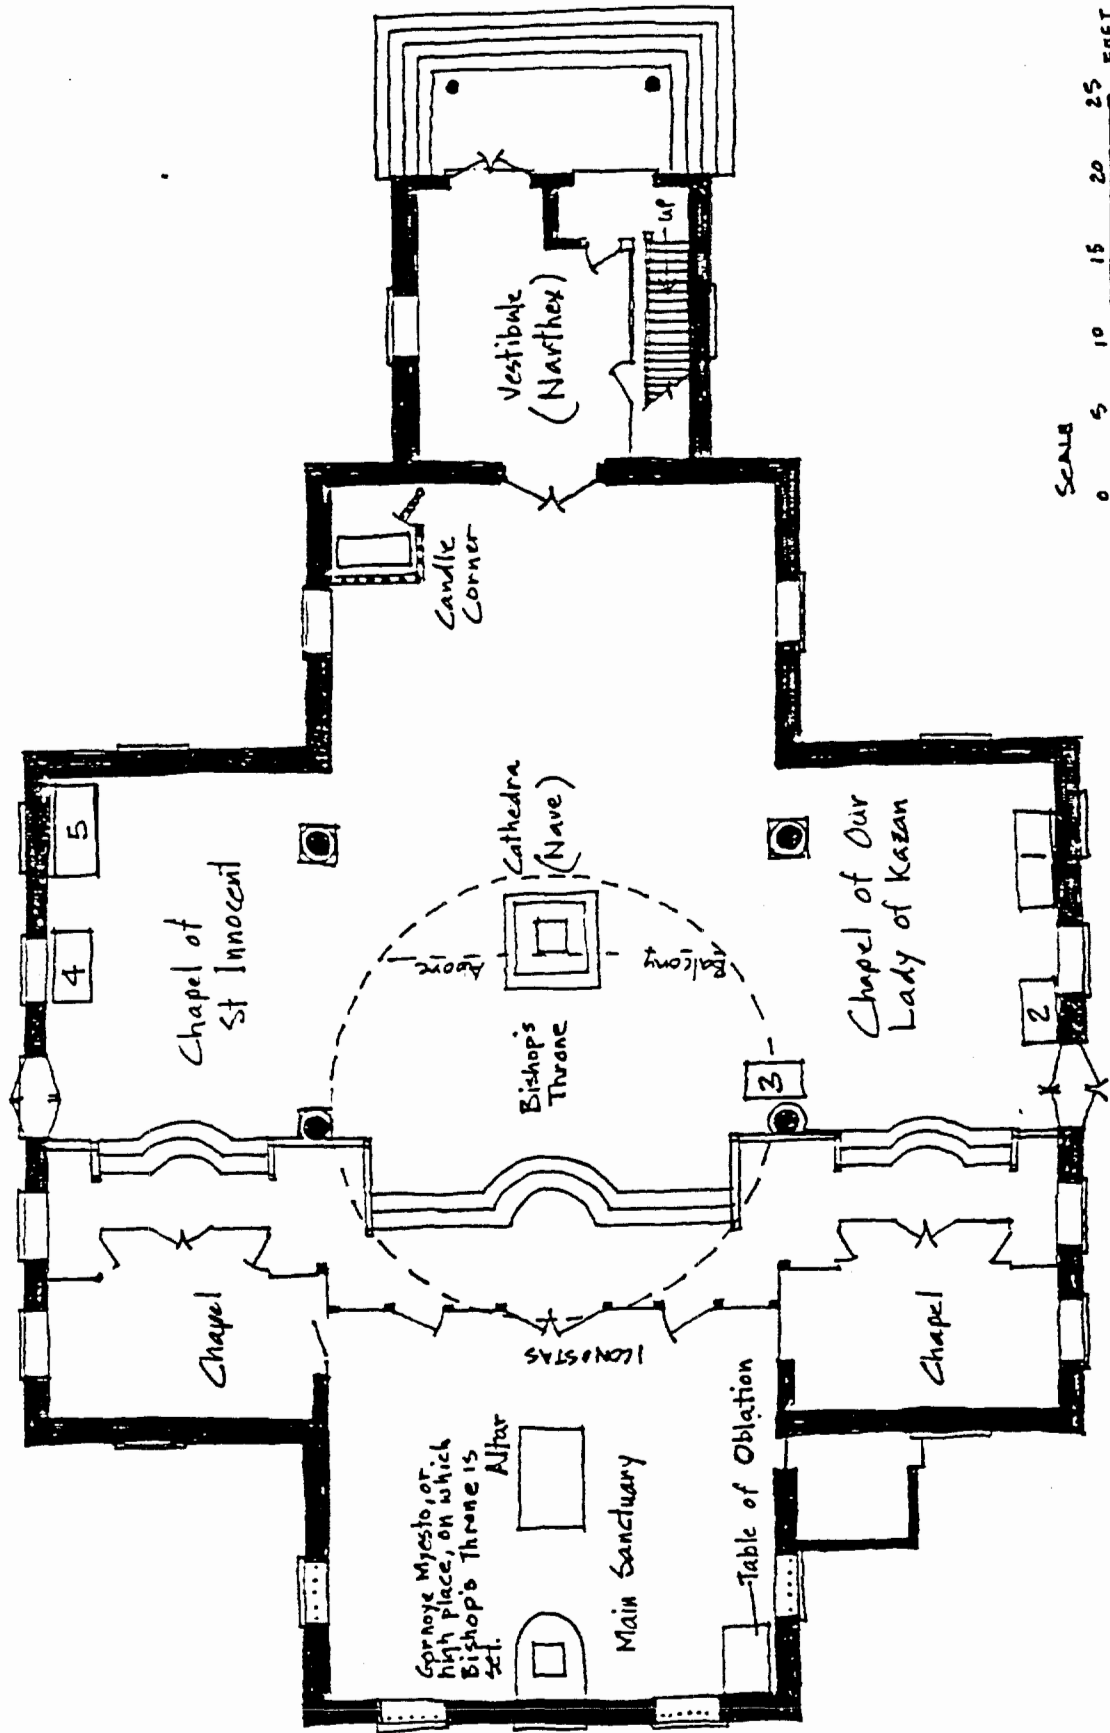 4
5
Chapel
Chapel of
St Innocent
Gornoye Myesto, or
high place, on which
Bishop's Throne is
set.
Altar
ICONOSTAS
Main Sanctuary
Table of Oblation
Bishop's
Throne
Above
Balcony
Cathedra
(Nave)
Candle
Corner
Vestibule
(Narthex)
UP
3
Chapel
Chapel of Our
Lady of Kazan
2
1
SCALE
0 5 10 15 20 25 FEET